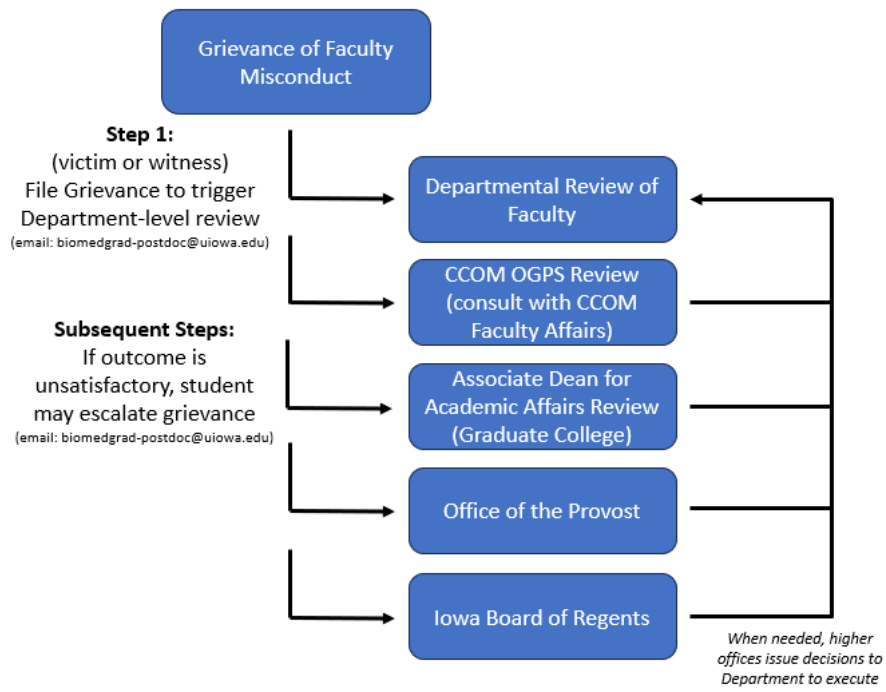 Grievance of Faculty
Misconduct
Step 1:
(victim or witness)
File Grievance to trigger
Department-level review
(email: biomedgrad-postdoc@uiowa.edu)
Departmental Review of
Faculty
CCOM OGPS Review
(consult with CCOM
Faculty Affairs)
Subsequent Steps:
If outcome is
unsatisfactory, student
may escalate grievance
(email: biomedgrad-postdoc@uiowa.edu)
Associate Dean for
Academic Affairs Review
(Graduate College)
Office of the Provost
Iowa Board of Regents
When needed, higher
offices issue decisions to
Department to execute